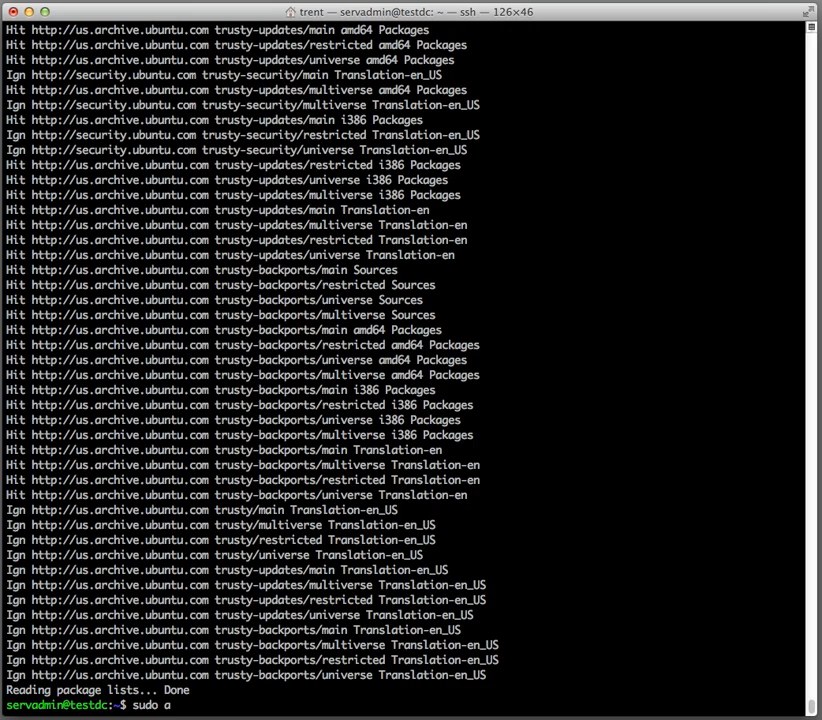 trent — servadmin@testdc: ~ — ssh — 126×46
Hit http://us.archive.ubuntu.com trusty-updates/main amd64 Packages
Hit http://us.archive.ubuntu.com trusty-updates/restricted amd64 Packages
Hit http://us.archive.ubuntu.com trusty-updates/universe amd64 Packages
Ign http://security.ubuntu.com trusty-security/main Translation-en_US
Hit http://us.archive.ubuntu.com trusty-updates/multiverse amd64 Packages
Ign http://security.ubuntu.com trusty-security/multiverse Translation-en_US
Hit http://us.archive.ubuntu.com trusty-updates/main i386 Packages
Ign http://security.ubuntu.com trusty-security/restricted Translation-en_US
Ign http://security.ubuntu.com trusty-security/universe Translation-en_US
Hit http://us.archive.ubuntu.com trusty-updates/restricted i386 Packages
Hit http://us.archive.ubuntu.com trusty-updates/universe i386 Packages
Hit http://us.archive.ubuntu.com trusty-updates/multiverse i386 Packages
Hit http://us.archive.ubuntu.com trusty-updates/main Translation-en
Hit http://us.archive.ubuntu.com trusty-updates/multiverse Translation-en
Hit http://us.archive.ubuntu.com trusty-updates/restricted Translation-en
Hit http://us.archive.ubuntu.com trusty-updates/universe Translation-en
Hit http://us.archive.ubuntu.com trusty-backports/main Sources
Hit http://us.archive.ubuntu.com trusty-backports/restricted Sources
Hit http://us.archive.ubuntu.com trusty-backports/universe Sources
Hit http://us.archive.ubuntu.com trusty-backports/multiverse Sources
Hit http://us.archive.ubuntu.com trusty-backports/main amd64 Packages
Hit http://us.archive.ubuntu.com trusty-backports/restricted amd64 Packages
Hit http://us.archive.ubuntu.com trusty-backports/universe amd64 Packages
Hit http://us.archive.ubuntu.com trusty-backports/multiverse amd64 Packages
Hit http://us.archive.ubuntu.com trusty-backports/main i386 Packages
Hit http://us.archive.ubuntu.com trusty-backports/restricted i386 Packages
Hit http://us.archive.ubuntu.com trusty-backports/universe i386 Packages
Hit http://us.archive.ubuntu.com trusty-backports/multiverse i386 Packages
Hit http://us.archive.ubuntu.com trusty-backports/main Translation-en
Hit http://us.archive.ubuntu.com trusty-backports/multiverse Translation-en
Hit http://us.archive.ubuntu.com trusty-backports/restricted Translation-en
Hit http://us.archive.ubuntu.com trusty-backports/universe Translation-en
Ign http://us.archive.ubuntu.com trusty/main Translation-en_US
Ign http://us.archive.ubuntu.com trusty/multiverse Translation-en_US
Ign http://us.archive.ubuntu.com trusty/restricted Translation-en_US
Ign http://us.archive.ubuntu.com trusty/universe Translation-en_US
Ign http://us.archive.ubuntu.com trusty-updates/main Translation-en_US
Ign http://us.archive.ubuntu.com trusty-updates/multiverse Translation-en_US
Ign http://us.archive.ubuntu.com trusty-updates/restricted Translation-en_US
Ign http://us.archive.ubuntu.com trusty-updates/universe Translation-en_US
Ign http://us.archive.ubuntu.com trusty-backports/main Translation-en_US
Ign http://us.archive.ubuntu.com trusty-backports/multiverse Translation-en_US
Ign http://us.archive.ubuntu.com trusty-backports/restricted Translation-en_US
Ign http://us.archive.ubuntu.com trusty-backports/universe Translation-en_US
Reading package lists... Done
servadmin@testdc:~$ sudo a